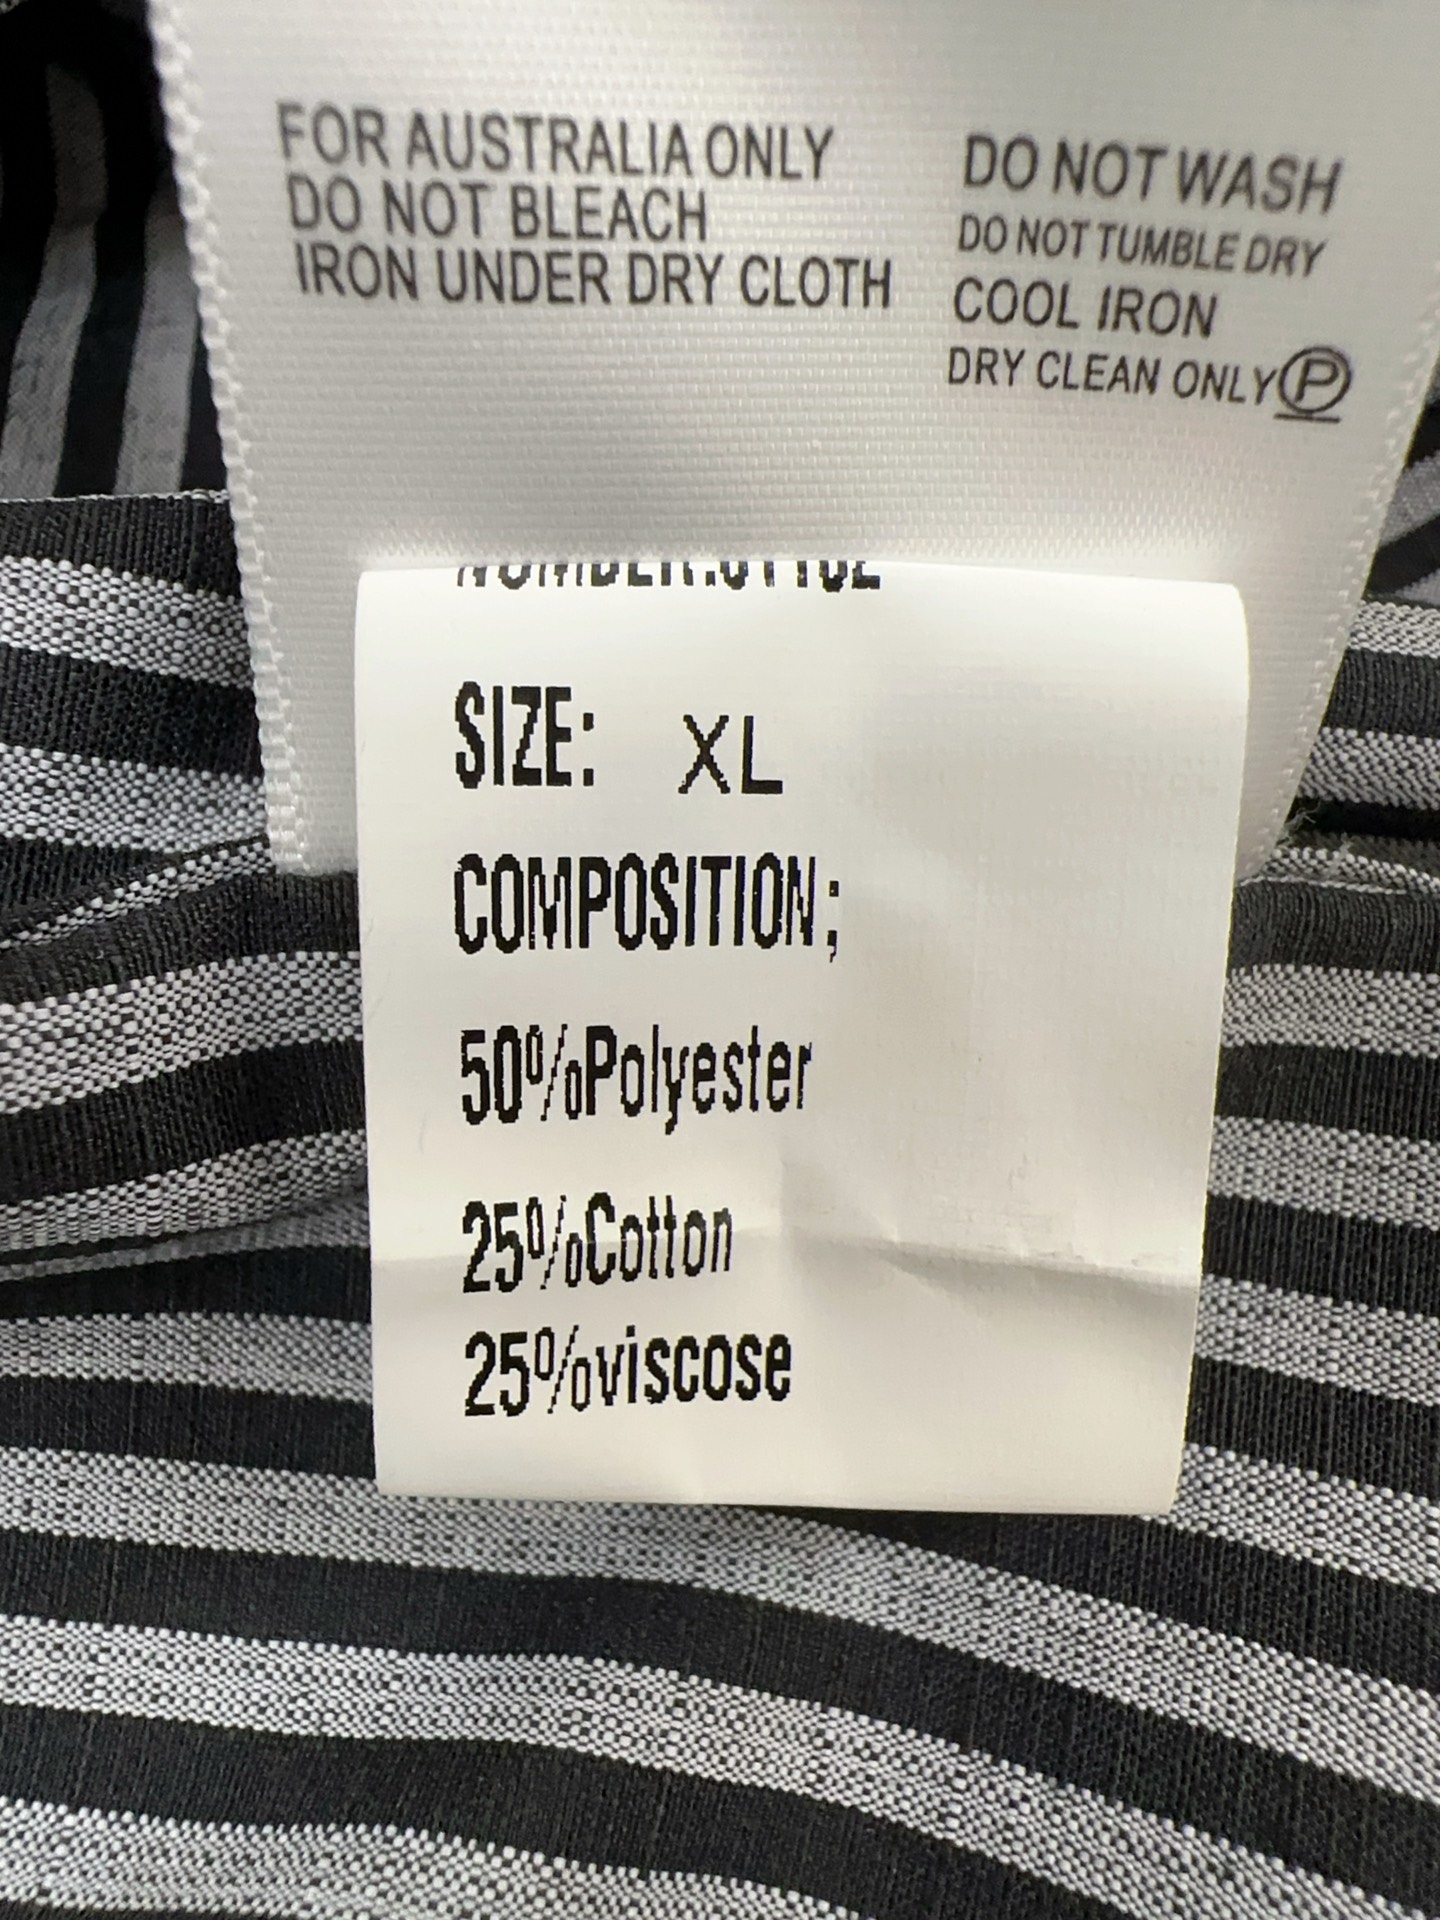 FOR AUSTRALIA ONLY
DO NOT BLEACH
IRON UNDER DRY CLOTH
DO NOT WASH
DO NOT TUMBLE DRY
COOL IRON
DRY CLEAN ONLY Ⓟ
SIZE: XL
COMPOSITION;
50%Polyester
25%Cotton
25%viscose